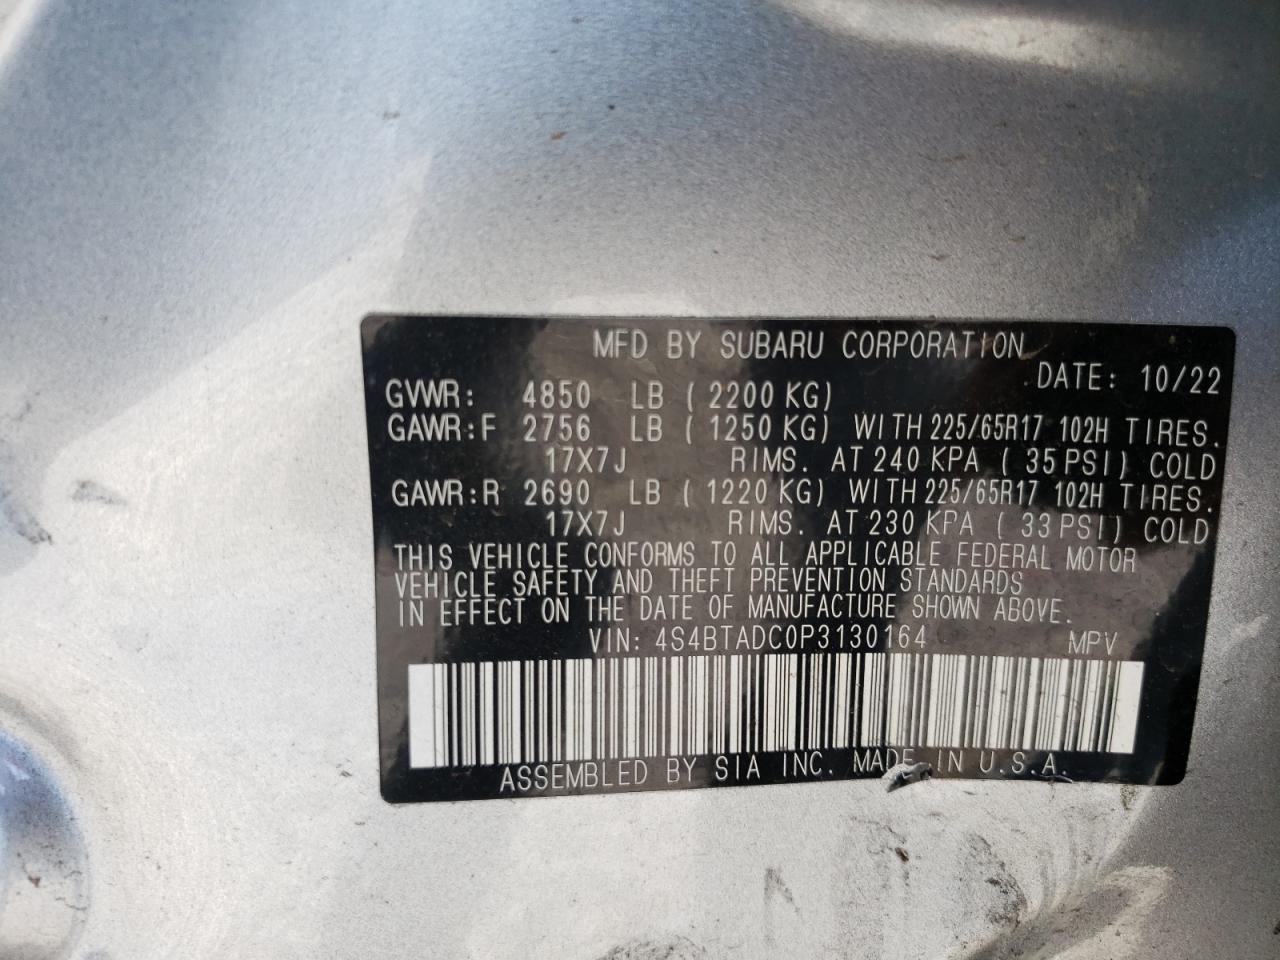 MFD BY SUBARU CORPORATION
DATE: 10/22
GVWR: 4850 LB (2200 KG)
GAWR:F 2756 LB (1250 KG) WITH 225/65R17 102H TIRES.
17X7J RIMS. AT 240 KPA (35 PSI) COLD
GAWR:R 2690 LB (1220 KG) WITH 225/65R17 102H TIRES.
17X7J RIMS. AT 230 KPA (33 PSI) COLD
THIS VEHICLE CONFORMS TO ALL APPLICABLE FEDERAL MOTOR
VEHICLE SAFETY AND THEFT PREVENTION STANDARDS
IN EFFECT ON THE DATE OF MANUFACTURE SHOWN ABOVE.
VIN: 4S4BTADC0P3130164 MPV
ASSEMBLED BY SIA INC. MADE IN U.S.A.